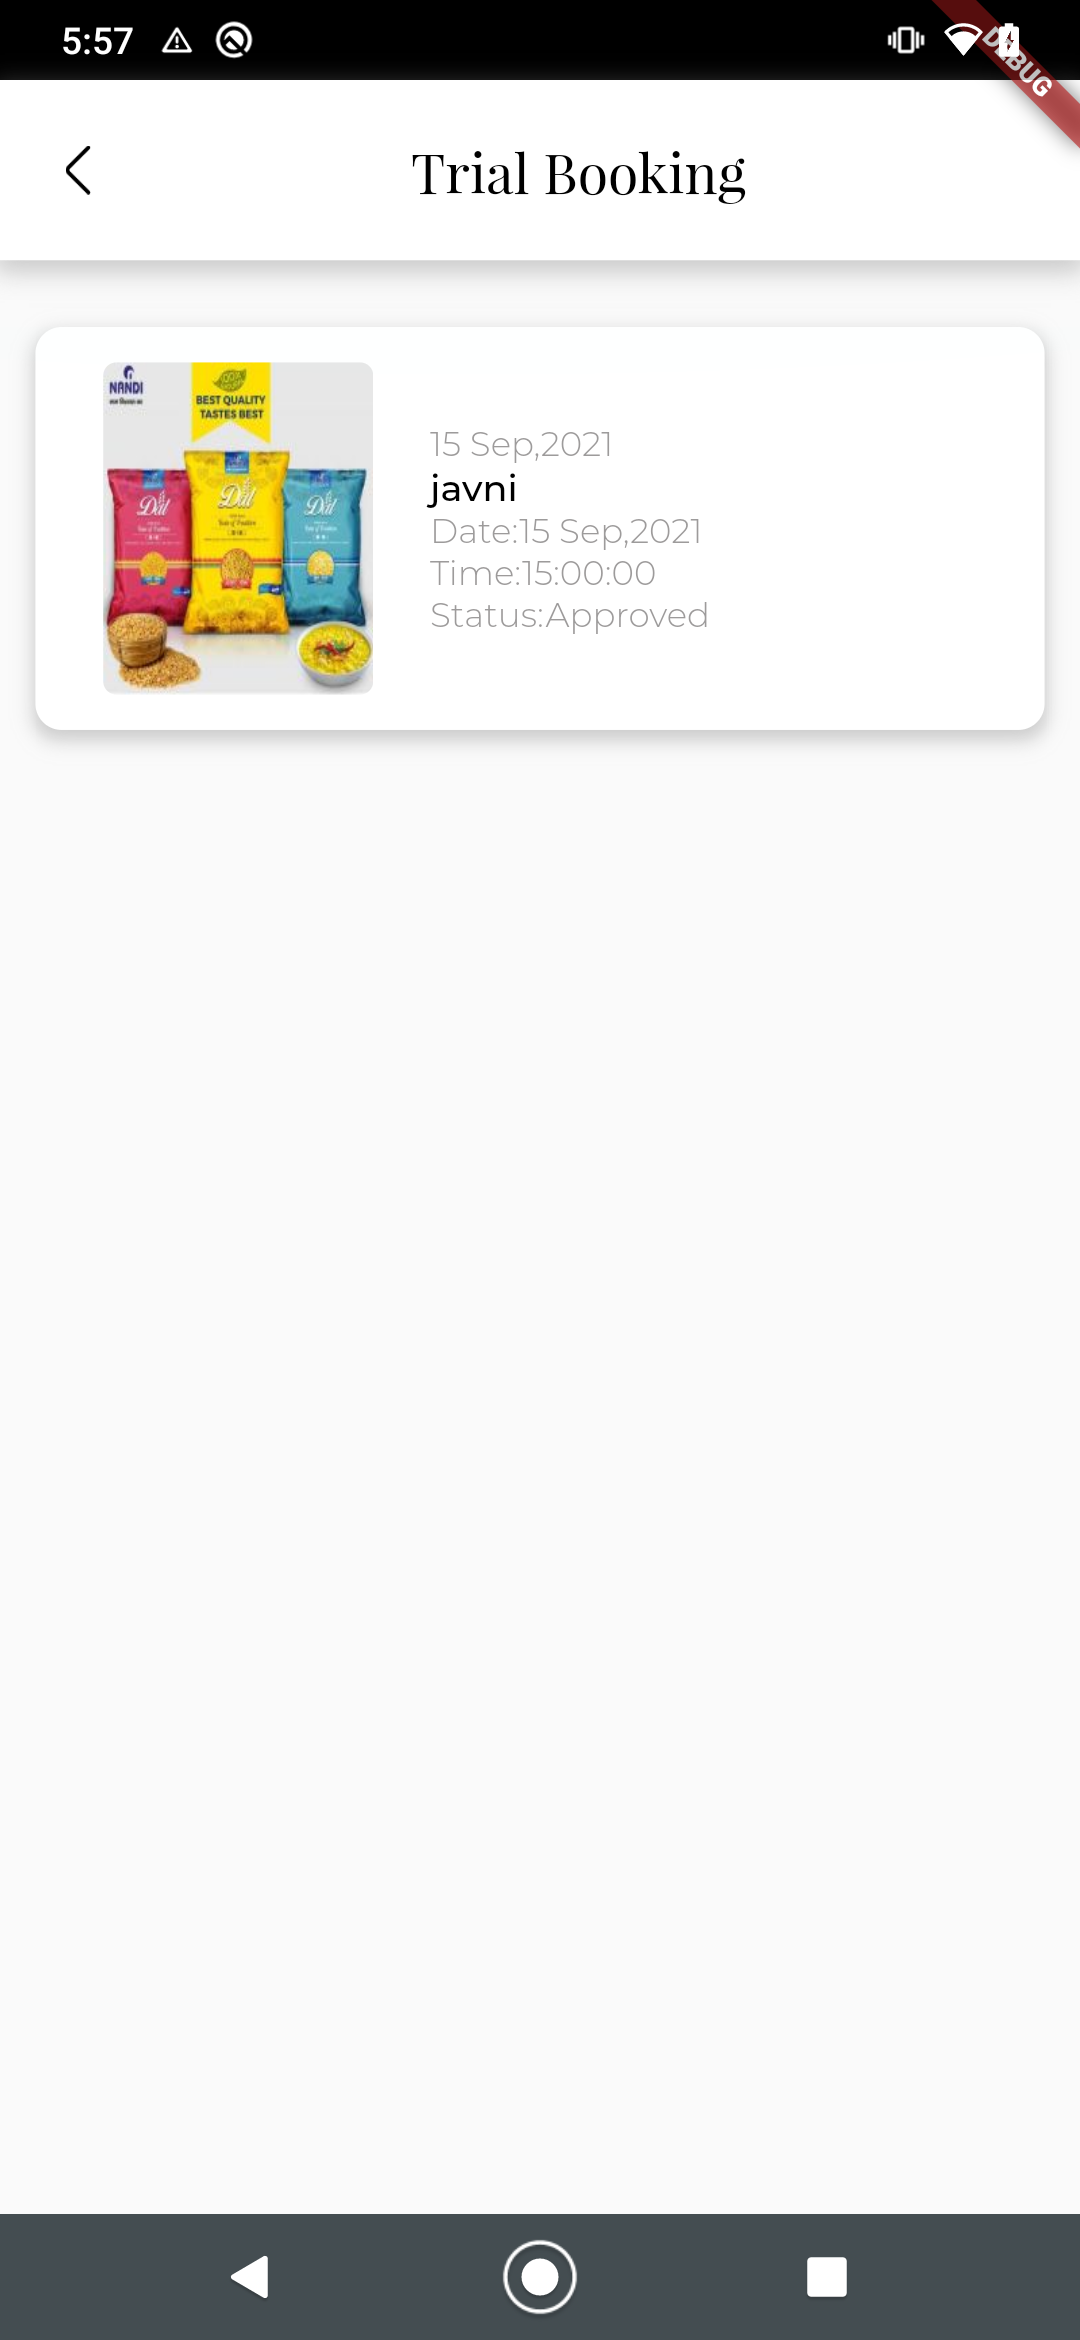 5:57
DEBUG
Trial Booking
NANDI
100%
BEST QUALITY
TASTES BEST
Dal
Dal
Dal
15 Sep,2021
javni
Date:15 Sep,2021
Time:15:00:00
Status:Approved